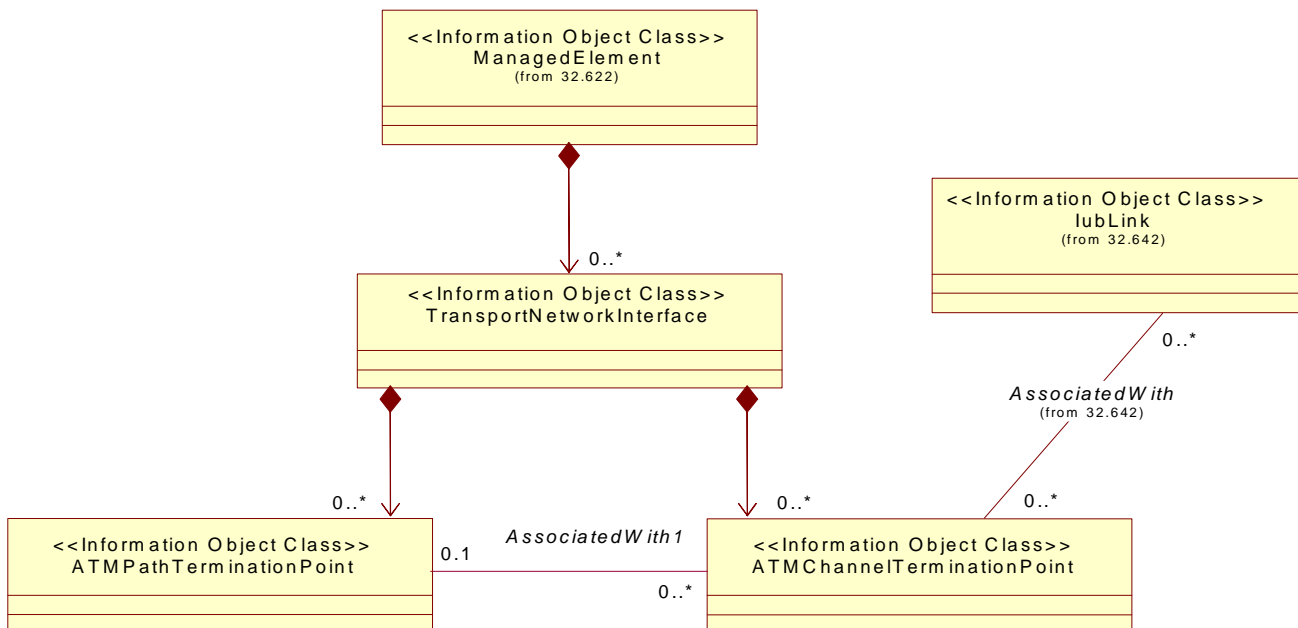 <<Information Object Class>>
ManagedElement
(from 32.622)
<<Information Object Class>>
IubLink
(from 32.642)
0..*
<<Information Object Class>>
TransportNetworkInterface
0..*
AssociatedWith
(from 32.642)
0..*
0..*
0..*
<<Information Object Class>>
ATMPathTerminationPoint
0.1
AssociatedWith1
0..*
<<Information Object Class>>
ATMChannelTerminationPoint